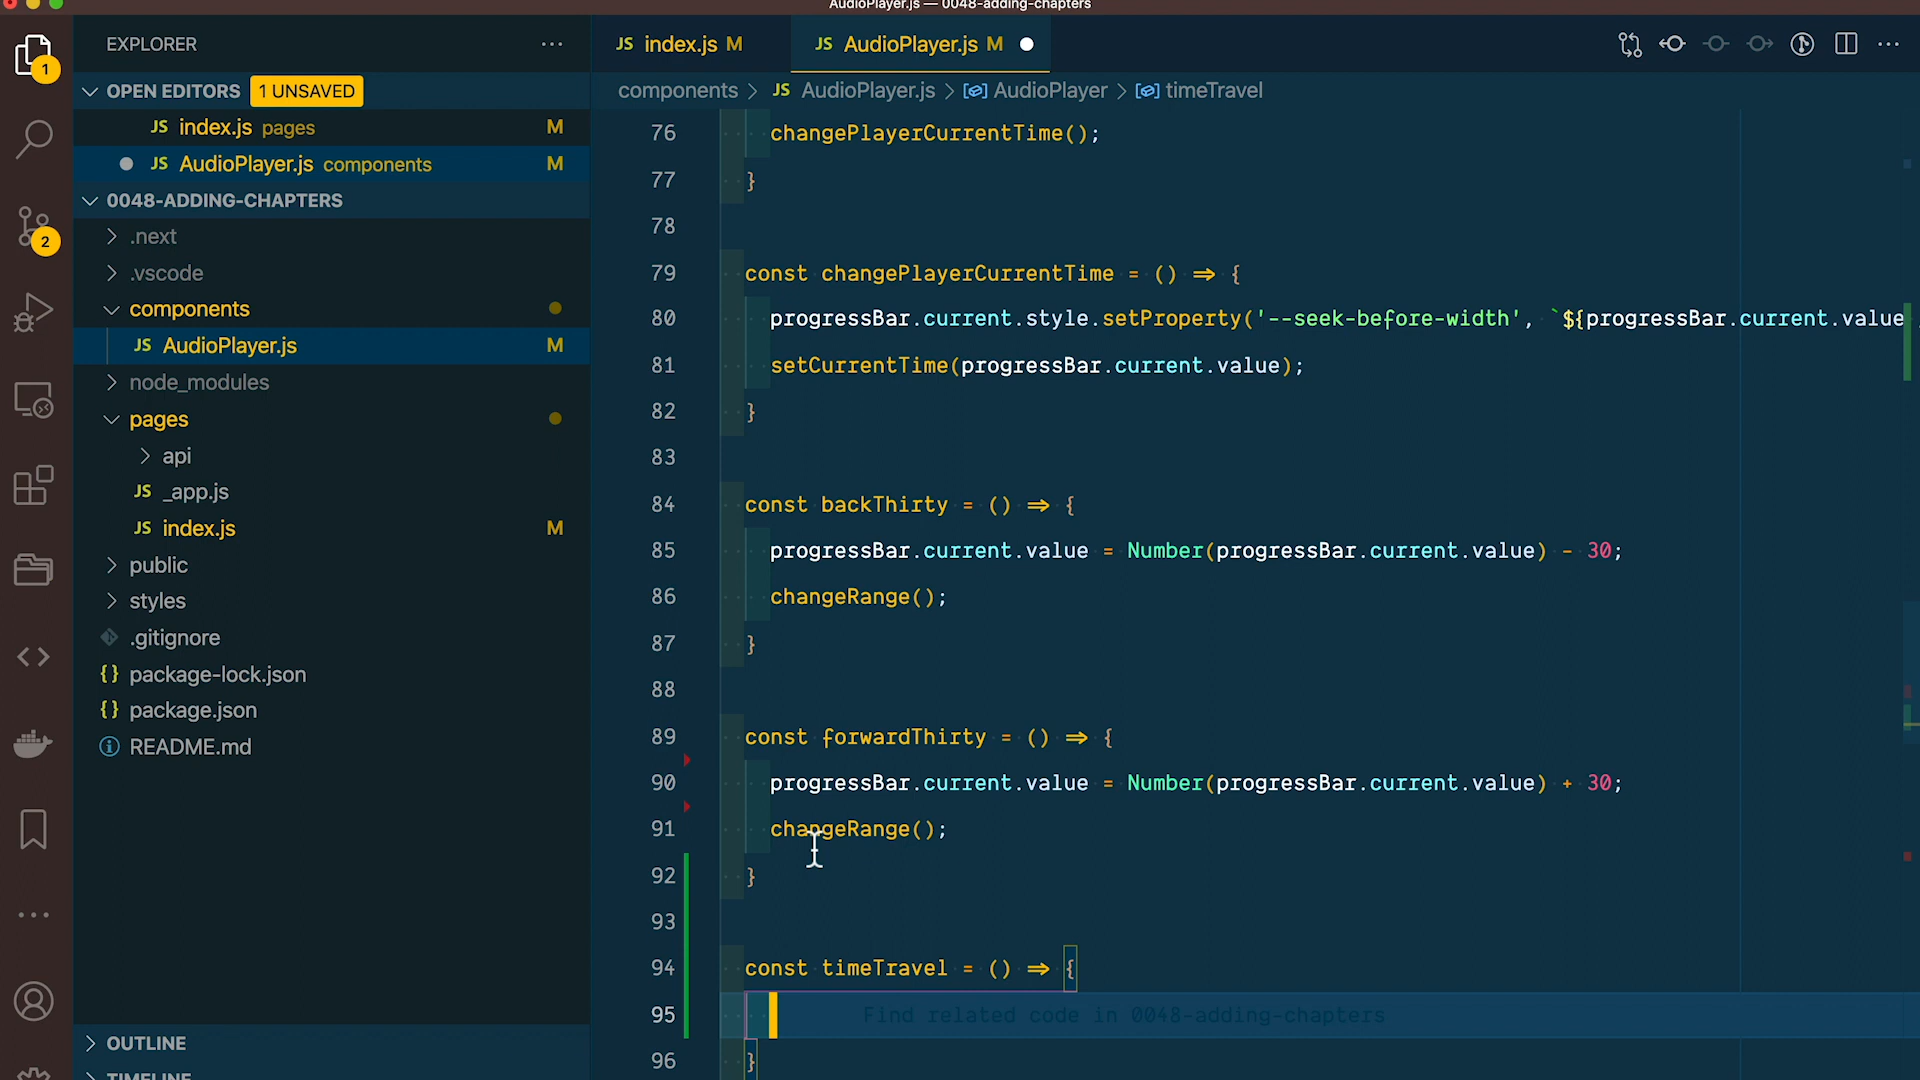 AudioPlayer.js — 0048-adding-chapters
EXPLORER
JS index.js M
JS AudioPlayer.js M
1
OPEN EDITORS 1 UNSAVED
JS index.js pages M
JS AudioPlayer.js components M
0048-ADDING-CHAPTERS
.next
2
.vscode
components
JS AudioPlayer.js M
node_modules
pages
api
JS _app.js
JS index.js M
public
styles
.gitignore
{} package-lock.json
{} package.json
README.md
OUTLINE
TIMELINE
components > JS AudioPlayer.js > AudioPlayer > timeTravel
76 changePlayerCurrentTime();
77 }
78
79 const changePlayerCurrentTime = () ⇒ {
80 progressBar.current.style.setProperty('--seek-before-width', `${progressBar.current.value
81 setCurrentTime(progressBar.current.value);
82 }
83
84 const backThirty = () ⇒ {
85 progressBar.current.value = Number(progressBar.current.value) - 30;
86 changeRange();
87 }
88
89 const forwardThirty = () ⇒ {
90 progressBar.current.value = Number(progressBar.current.value) + 30;
91 changeRange();
92 }
93
94 const timeTravel = () ⇒ {
95 Find related code in 0048-adding-chapters
96 }